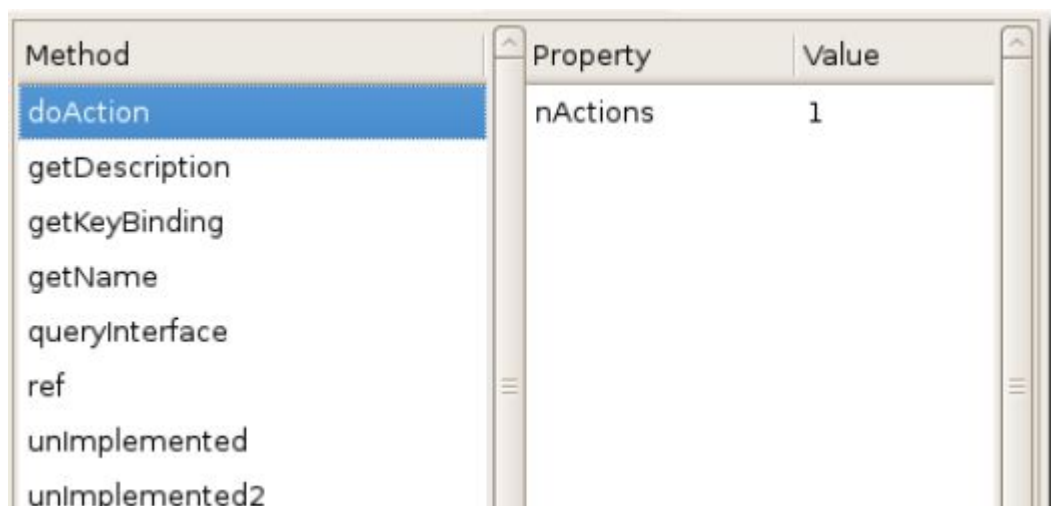 Method Property Value
doAction nActions 1
getDescription
getKeyBinding
getName
queryInterface
ref
unImplemented
unImplemented2